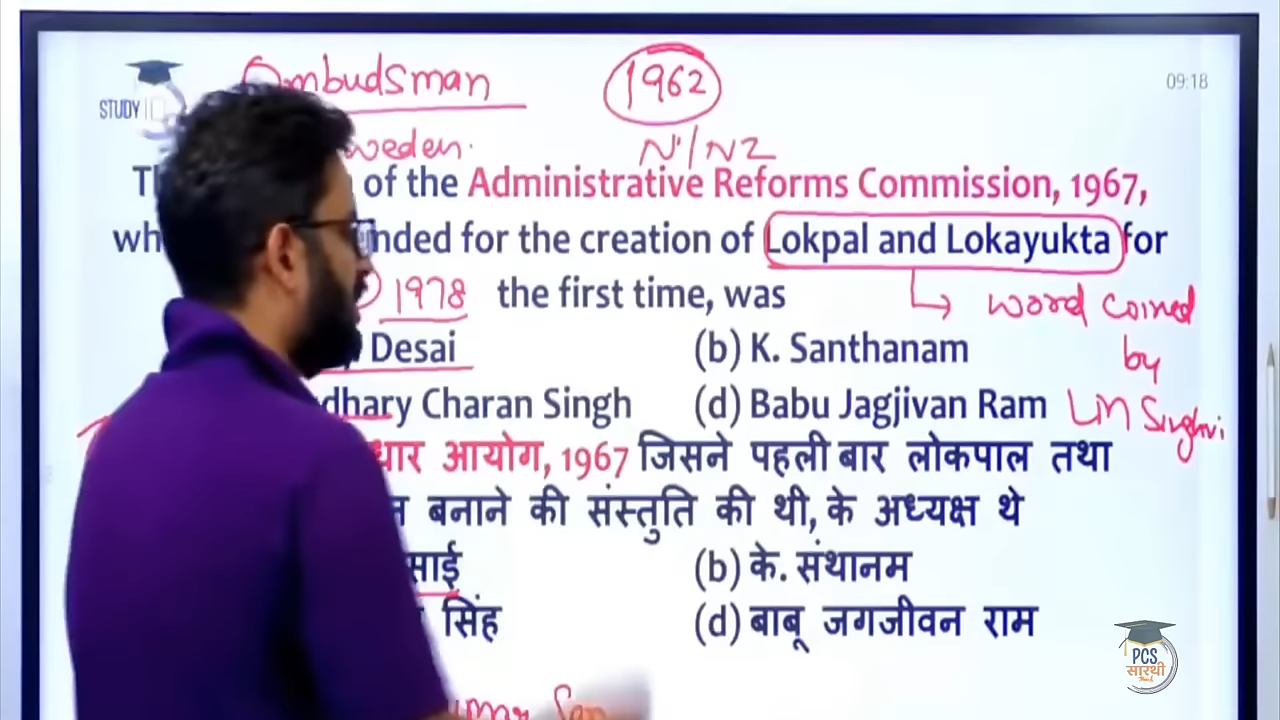 Ombudsman 1962
09:18
STUDY
weden. N / NZ
of the Administrative Reforms Commission, 1967,
nded for the creation of Lokpal and Lokayukta for
1978 the first time, was → word coined
Desai (b) K. Santhanam by
dhary Charan Singh (d) Babu Jagjivan Ram LM Singhvi
धार आयोग, 1967 जिसने पहली बार लोकपाल तथा
बनाने की संस्तुति की थी, के अध्यक्ष थे
साई (b) के. संथानम
सिंह (d) बाबू जगजीवन राम
PCS
सारथी